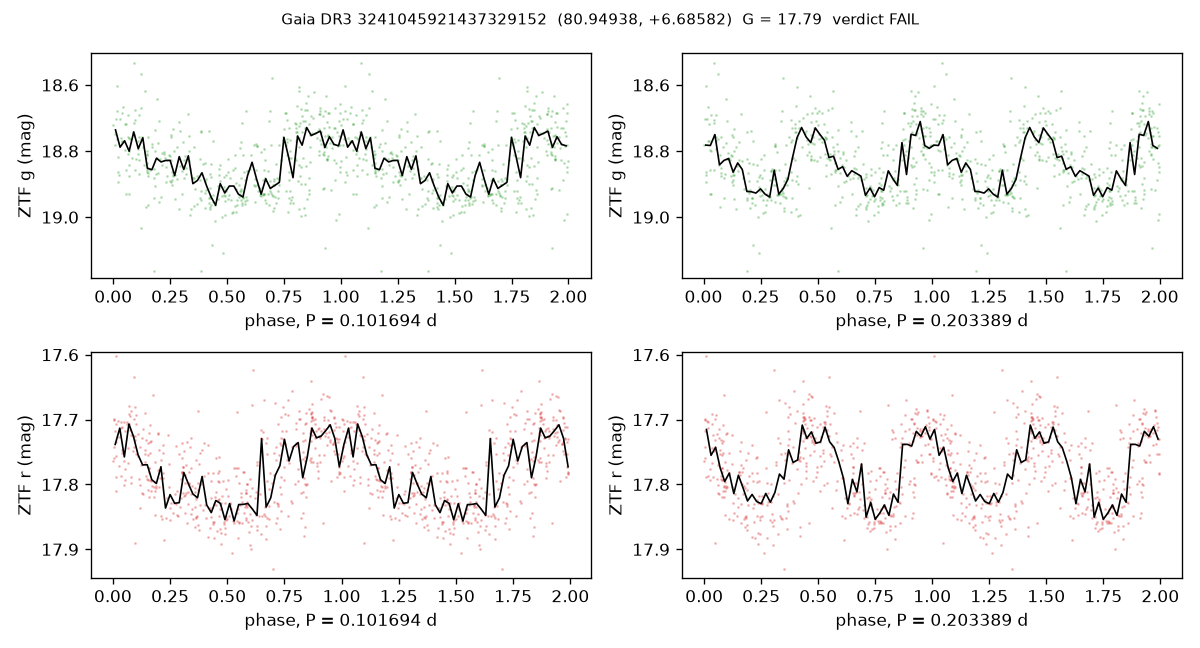 Gaia DR3 3241045921437329152  (80.94938, +6.68582)  G = 17.79  verdict FAIL
ZTF g (mag)
18.6
18.8
19.0
0.00 0.25 0.50 0.75 1.00 1.25 1.50 1.75 2.00
phase, P = 0.101694 d
ZTF g (mag)
18.6
18.8
19.0
0.00 0.25 0.50 0.75 1.00 1.25 1.50 1.75 2.00
phase, P = 0.203389 d
ZTF r (mag)
17.6
17.7
17.8
17.9
0.00 0.25 0.50 0.75 1.00 1.25 1.50 1.75 2.00
phase, P = 0.101694 d
ZTF r (mag)
17.6
17.7
17.8
17.9
0.00 0.25 0.50 0.75 1.00 1.25 1.50 1.75 2.00
phase, P = 0.203389 d